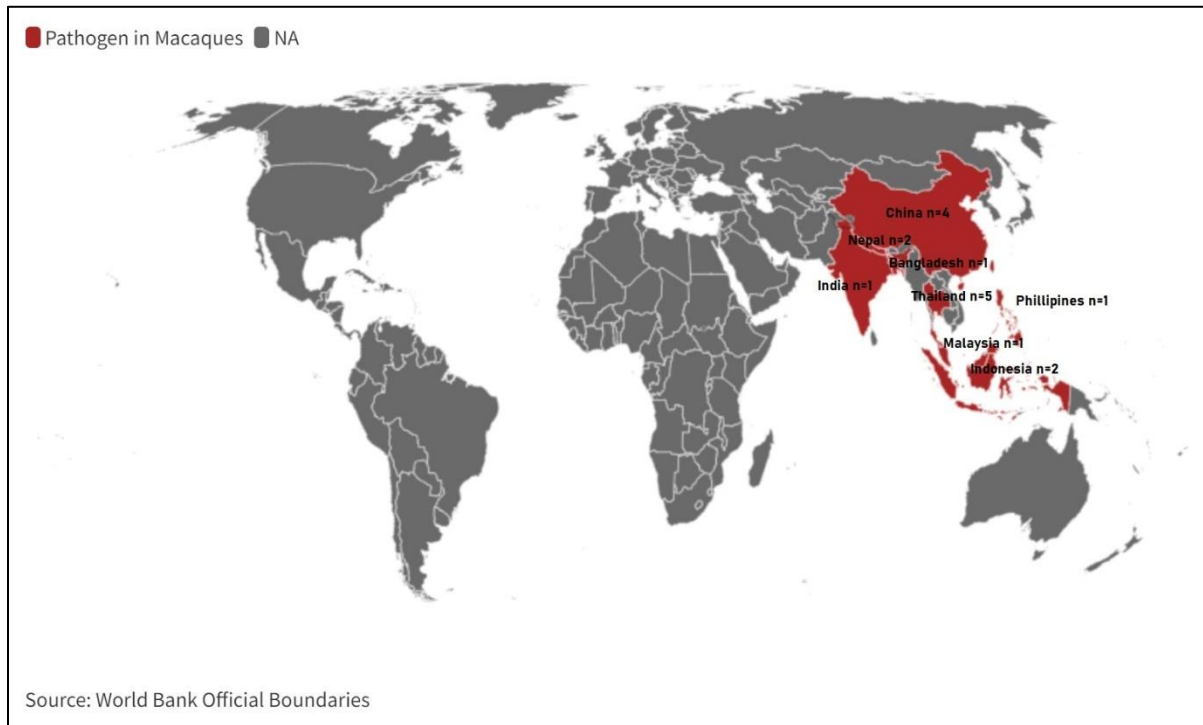 Pathogen in Macaques NA
China n=4
Nepal n=2
Bangladesh n=1
India n=1
Thailand n=5
Phillipines n=1
Malaysia n=1
Indonesia n=2
Source: World Bank Official Boundaries